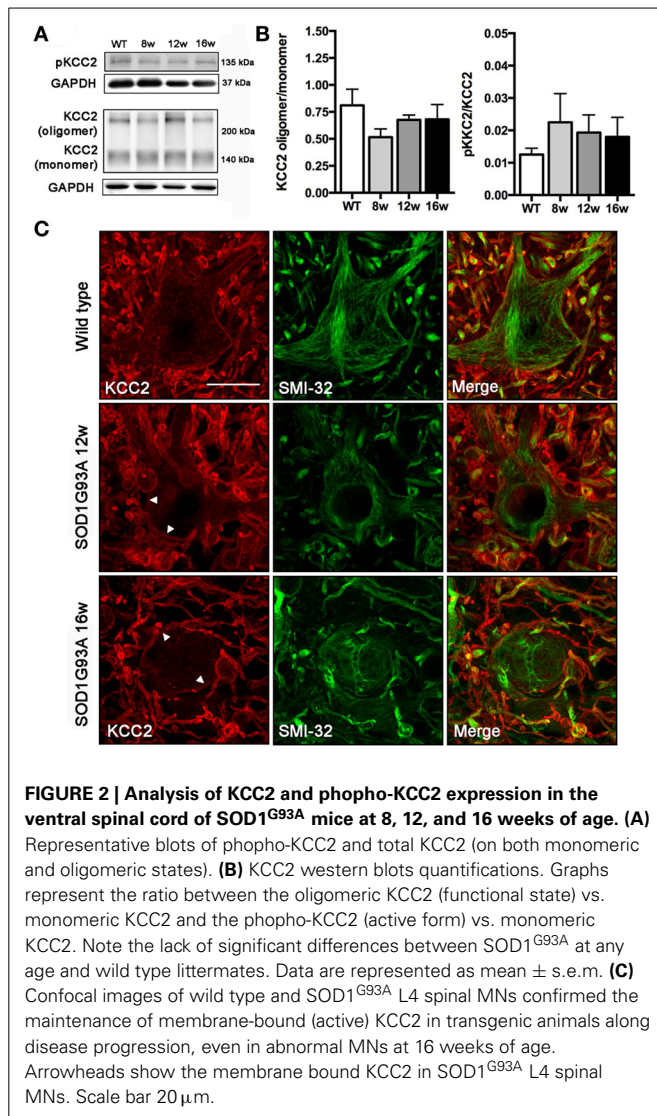 A
WT 8w 12w 16w
pKCC2
135 kDa
GAPDH
37 kDa
KCC2
(oligomer)
200 kDa
KCC2
(monomer)
140 kDa
GAPDH
B
KCC2 oligomer/monomer
1.50
1.25
1.00
0.75
0.50
0.25
0.00
WT 8w 12w 16w
pKKC2/KCC2
0.05
0.04
0.03
0.02
0.01
0.00
WT 8w 12w 16w
C
Wild type
KCC2
SMI-32
Merge
SOD1G93A 12w
SOD1G93A 16w
KCC2
SMI-32
Merge
FIGURE 2 | Analysis of KCC2 and phopho-KCC2 expression in the
ventral spinal cord of SOD1G93A mice at 8, 12, and 16 weeks of age. (A)
Representative blots of phopho-KCC2 and total KCC2 (on both monomeric
and oligomeric states). (B) KCC2 western blots quantifications. Graphs
represent the ratio between the oligomeric KCC2 (functional state) vs.
monomeric KCC2 and the phopho-KCC2 (active form) vs. monomeric
KCC2. Note the lack of significant differences between SOD1G93A at any
age and wild type littermates. Data are represented as mean ± s.e.m. (C)
Confocal images of wild type and SOD1G93A L4 spinal MNs confirmed the
maintenance of membrane-bound (active) KCC2 in transgenic animals along
disease progression, even in abnormal MNs at 16 weeks of age.
Arrowheads show the membrane bound KCC2 in SOD1G93A L4 spinal
MNs. Scale bar 20 μm.